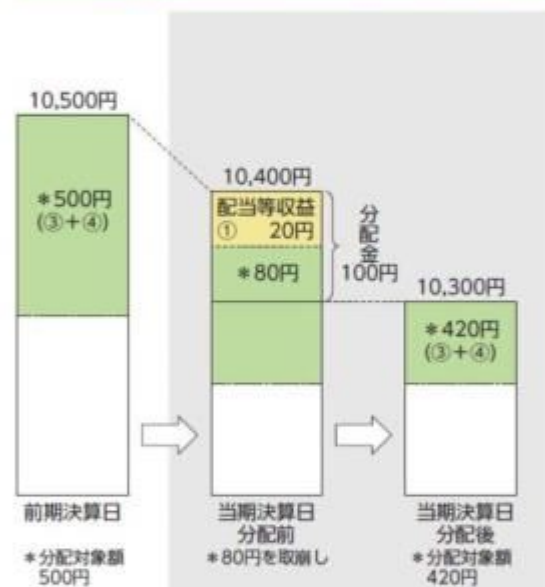 10,500円
*500円
(③+④)
10,400円
配当等収益
① 20円
*80円
分配金
100円
10,300円
*420円
(③+④)
前期決算日
*分配対象額
500円
当期決算日
分配前
*80円を取崩し
当期決算日
分配後
*分配対象額
420円